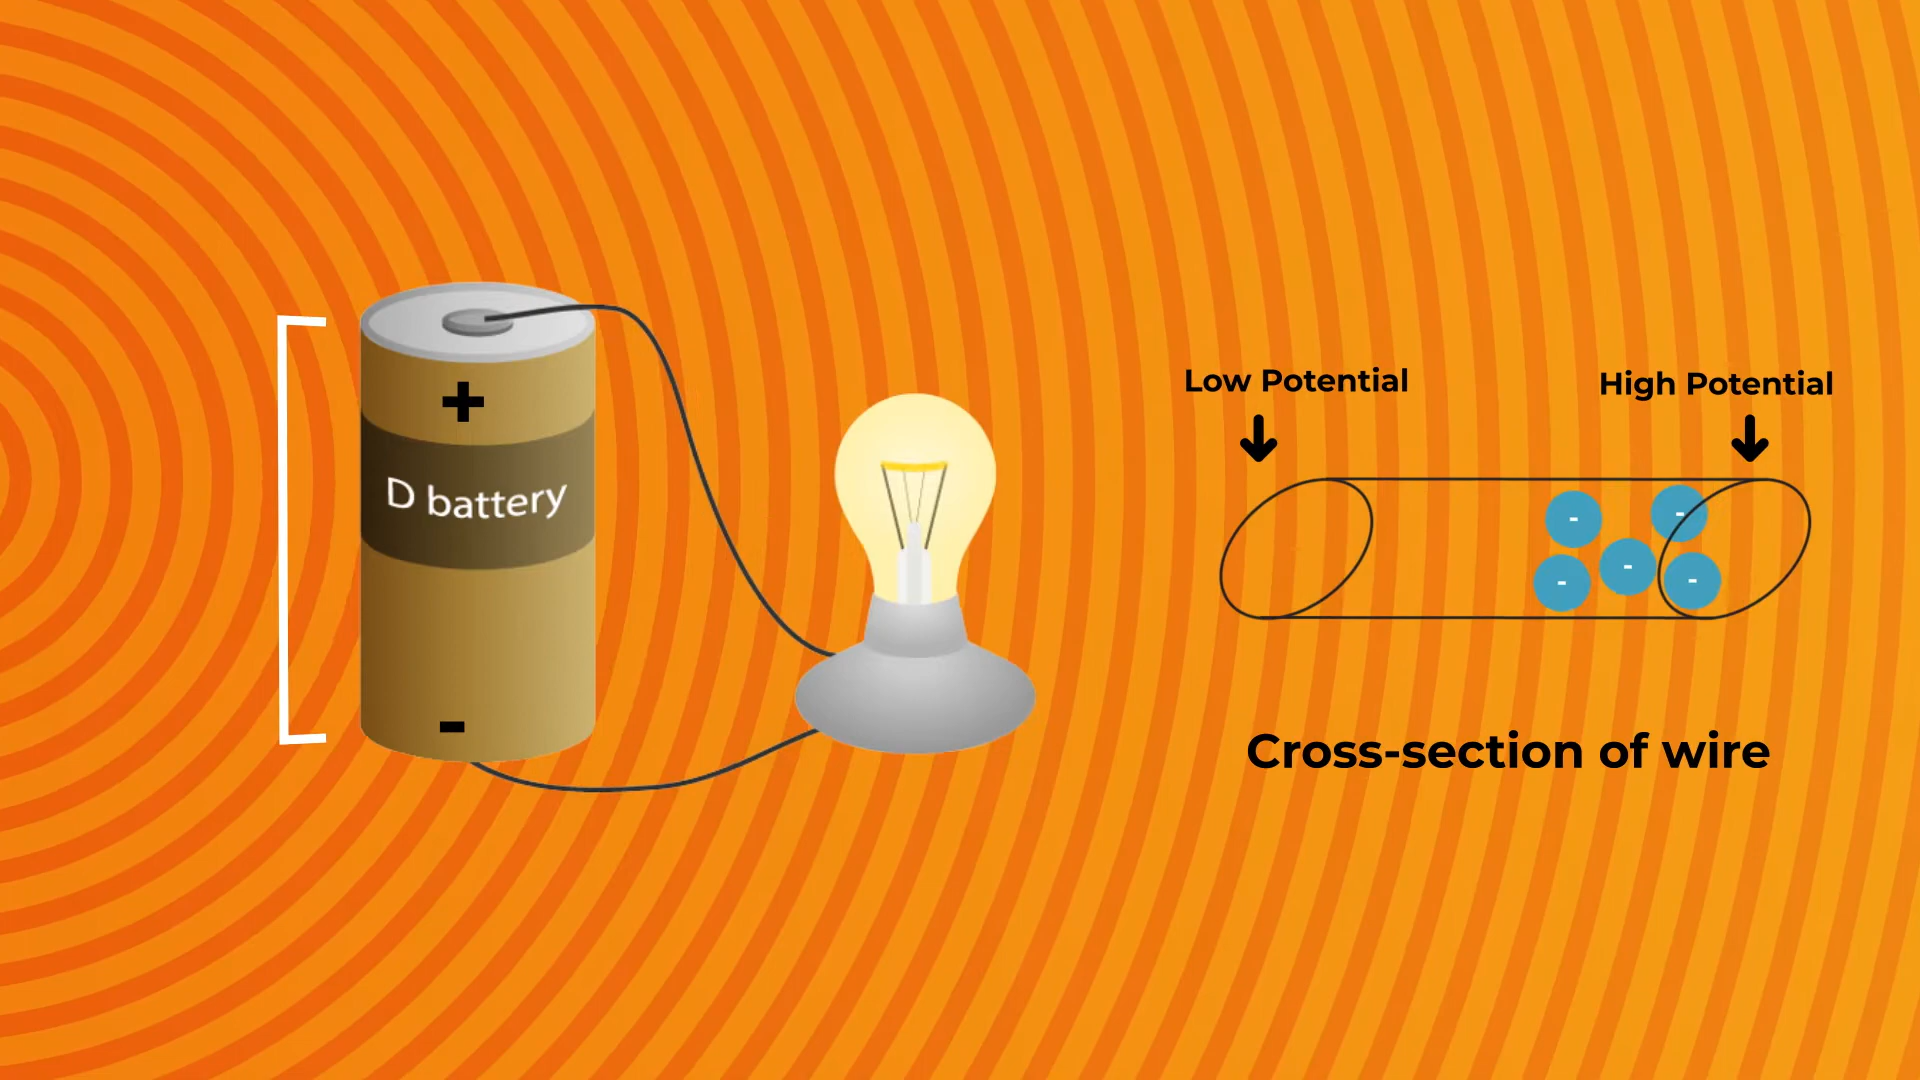 +
D battery
-
Low Potential
High Potential
-
-
-
-
-
Cross-section of wire